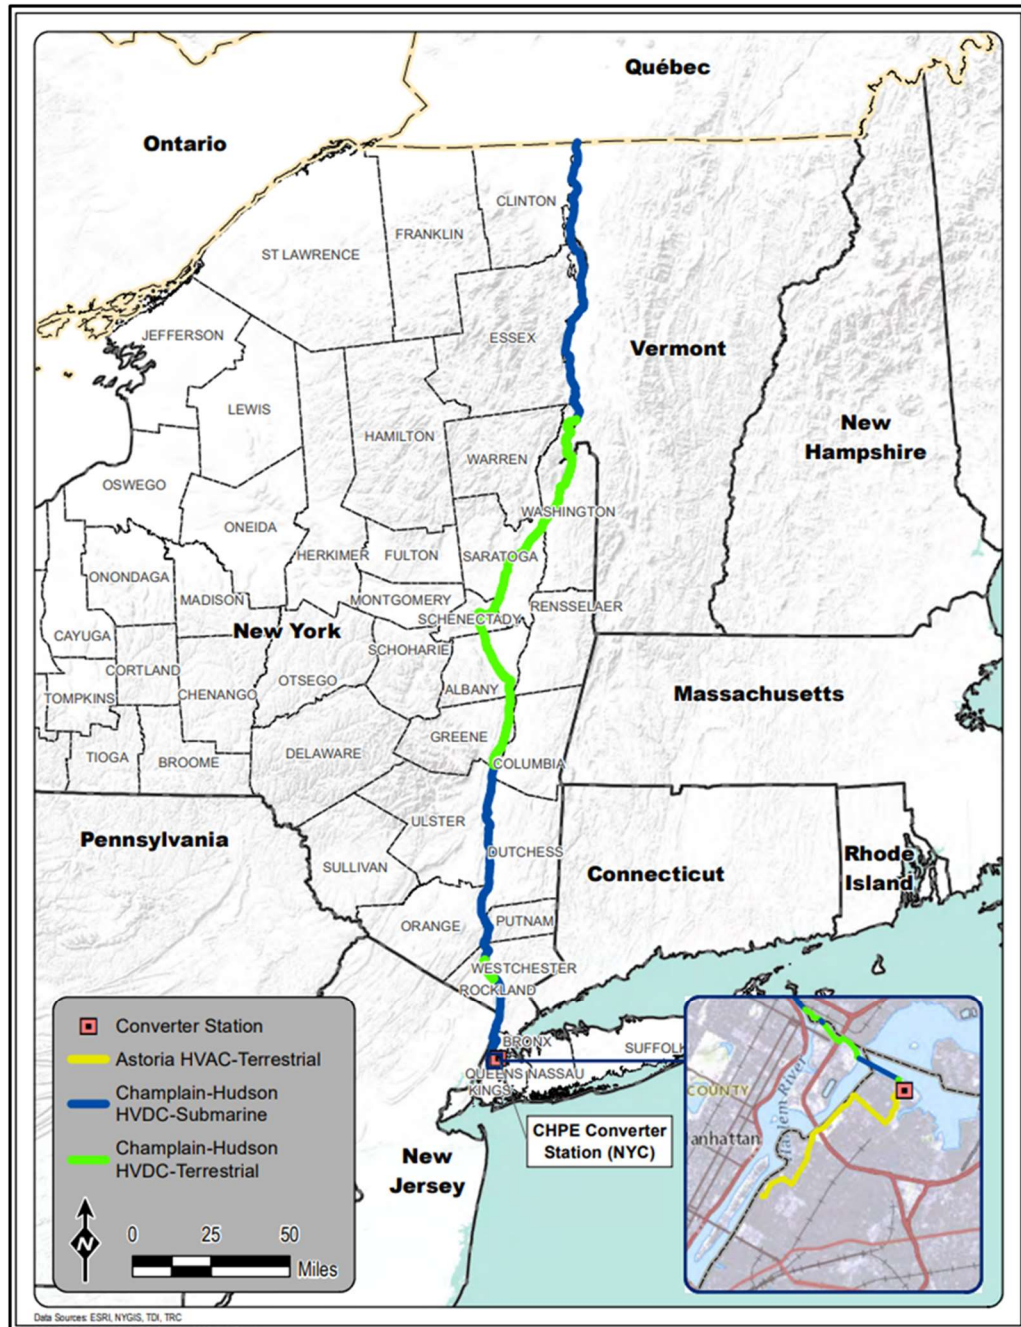 Québec
Ontario
CLINTON
FRANKLIN
ST LAWRENCE
JEFFERSON
ESSEX
Vermont
LEWIS
New
Hampshire
HAMILTON
WARREN
OSWEGO
WASHINGTON
ONEIDA
HERKIMER
FULTON
SARATOGA
ONONDAGA
MADISON
MONTGOMERY
RENSSELAER
SCHENECTADY
CAYUGA
New York
SCHOHARIE
CORTLAND
OTSEGO
ALBANY
TOMPKINS
CHENANGO
Massachusetts
GREENE
TIOGA
BROOME
DELAWARE
COLUMBIA
ULSTER
Pennsylvania
DUTCHESS
SULLIVAN
Connecticut
Rhode
Island
ORANGE
PUTNAM
WESTCHESTER
ROCKLAND
BRONX
SUFFOLK
QUEENS
NASSAU
KINGS
CHPE Converter
Station (NYC)
New
Jersey
Converter Station
Astoria HVAC-Terrestrial
Champlain-Hudson
HVDC-Submarine
Champlain-Hudson
HVDC-Terrestrial
N
0 25 50
Miles
COUNTY
Harlem River
anhattan
Data Sources: ESRI, NYGIS, TDI, TRC